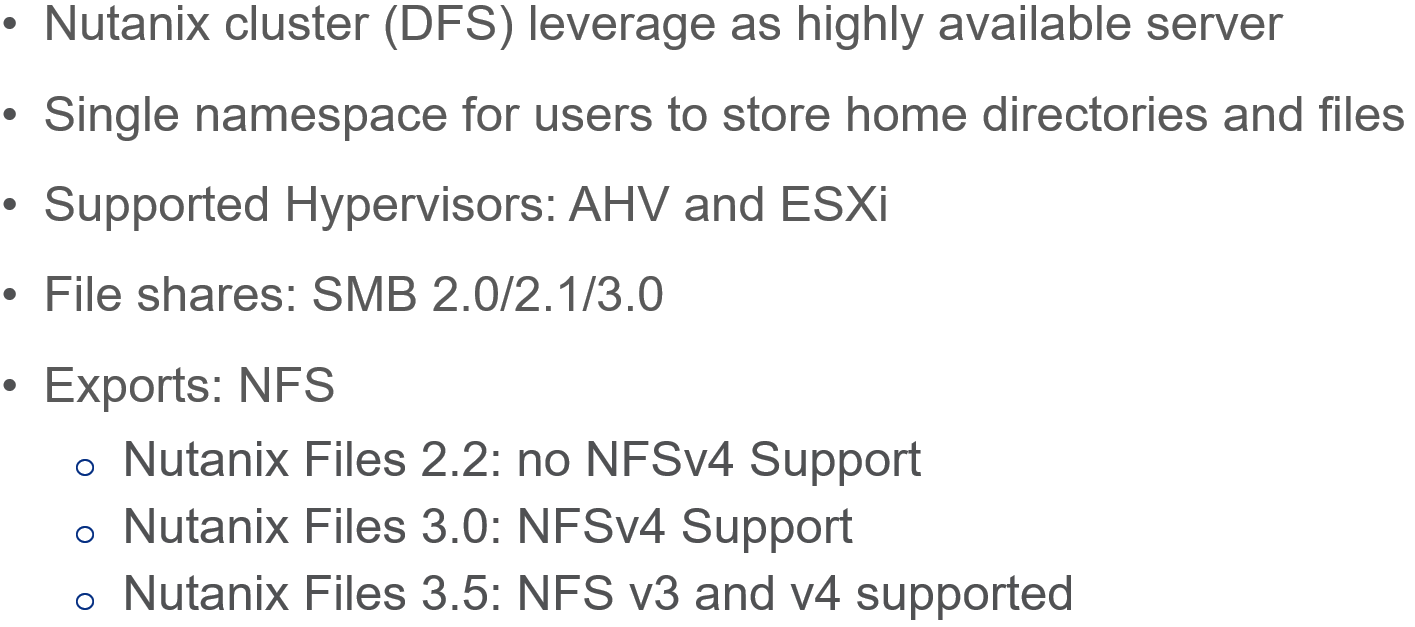 • Nutanix cluster (DFS) leverage as highly available server
• Single namespace for users to store home directories and files
• Supported Hypervisors: AHV and ESXi
• File shares: SMB 2.0/2.1/3.0
• Exports: NFS
o Nutanix Files 2.2: no NFSv4 Support
o Nutanix Files 3.0: NFSv4 Support
o Nutanix Files 3.5: NFS v3 and v4 supported